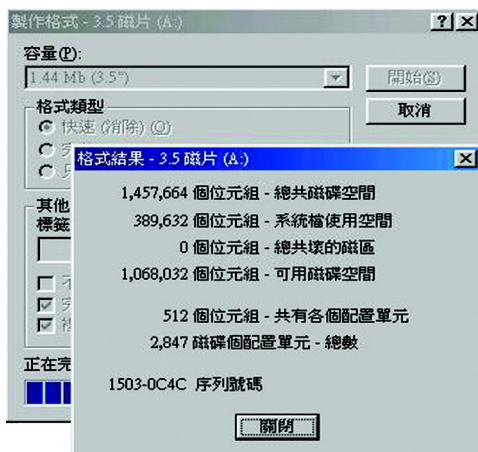 製作格式 - 3.5 磁片 (A:)
容量(P):
1.44 Mb (3.5")
開始(S)
取消
格式類型
快速 (消除) (Q)
格式結果 - 3.5 磁片 (A:)
1,457,664 個位元組 - 總共磁碟空間
389,632 個位元組 - 系統檔使用空間
0 個位元組 - 總共壞的磁區
1,068,032 個位元組 - 可用磁碟空間
512 個位元組 - 共有各個配置單元
2,847 磁碟個配置單元 - 總數
1503-0C4C 序列號碼
關閉
其他
標籤
正在完